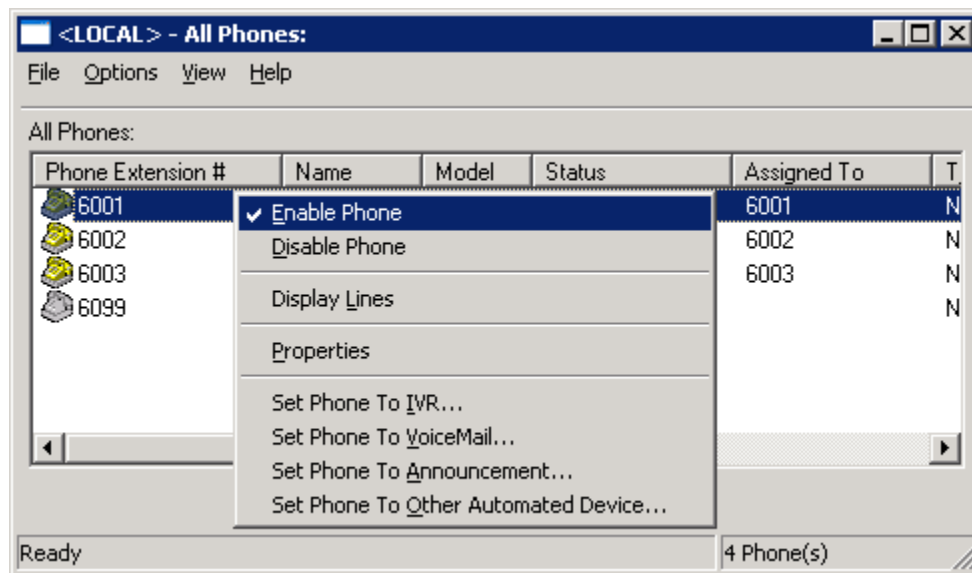 <LOCAL> - All Phones:
File Options View Help
All Phones:
Phone Extension # Name Model Status Assigned To T
6001 6001 N
6002 6002 N
6003 6003 N
6099 N
Enable Phone
Disable Phone
Display Lines
Properties
Set Phone To IVR...
Set Phone To VoiceMail...
Set Phone To Announcement...
Set Phone To Other Automated Device...
Ready 4 Phone(s)